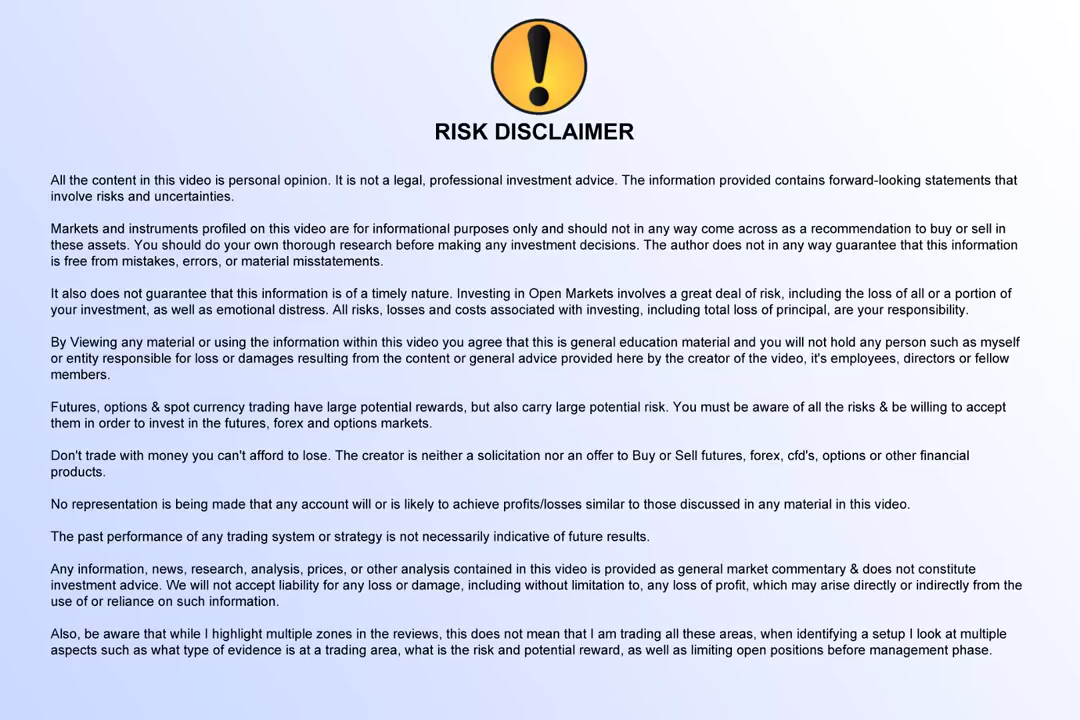 RISK DISCLAIMER
All the content in this video is personal opinion. It is not a legal, professional investment advice. The information provided contains forward-looking statements that
involve risks and uncertainties.
Markets and instruments profiled on this video are for informational purposes only and should not in any way come across as a recommendation to buy or sell in
these assets. You should do your own thorough research before making any investment decisions. The author does not in any way guarantee that this information
is free from mistakes, errors, or material misstatements.
It also does not guarantee that this information is of a timely nature. Investing in Open Markets involves a great deal of risk, including the loss of all or a portion of
your investment, as well as emotional distress. All risks, losses and costs associated with investing, including total loss of principal, are your responsibility.
By Viewing any material or using the information within this video you agree that this is general education material and you will not hold any person such as myself
or entity responsible for loss or damages resulting from the content or general advice provided here by the creator of the video, it's employees, directors or fellow
members.
Futures, options & spot currency trading have large potential rewards, but also carry large potential risk. You must be aware of all the risks & be willing to accept
them in order to invest in the futures, forex and options markets.
Don't trade with money you can't afford to lose. The creator is neither a solicitation nor an offer to Buy or Sell futures, forex, cfd's, options or other financial
products.
No representation is being made that any account will or is likely to achieve profits/losses similar to those discussed in any material in this video.
The past performance of any trading system or strategy is not necessarily indicative of future results.
Any information, news, research, analysis, prices, or other analysis contained in this video is provided as general market commentary & does not constitute
investment advice. We will not accept liability for any loss or damage, including without limitation to, any loss of profit, which may arise directly or indirectly from the
use of or reliance on such information.
Also, be aware that while I highlight multiple zones in the reviews, this does not mean that I am trading all these areas, when identifying a setup I look at multiple
aspects such as what type of evidence is at a trading area, what is the risk and potential reward, as well as limiting open positions before management phase.